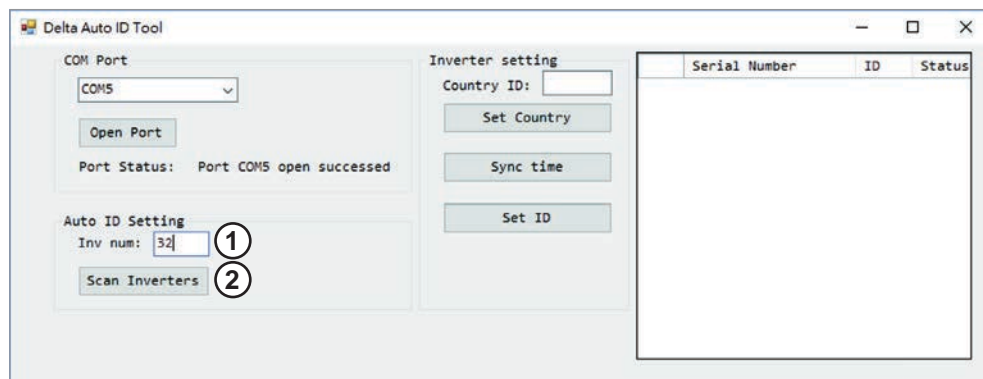 Delta Auto ID Tool
COM Port
COM5
Open Port
Port Status: Port COM5 open successed
Auto ID Setting
Inv num: 32
1
Scan Inverters
2
Inverter setting
Country ID:
Set Country
Sync time
Set ID
Serial Number ID Status